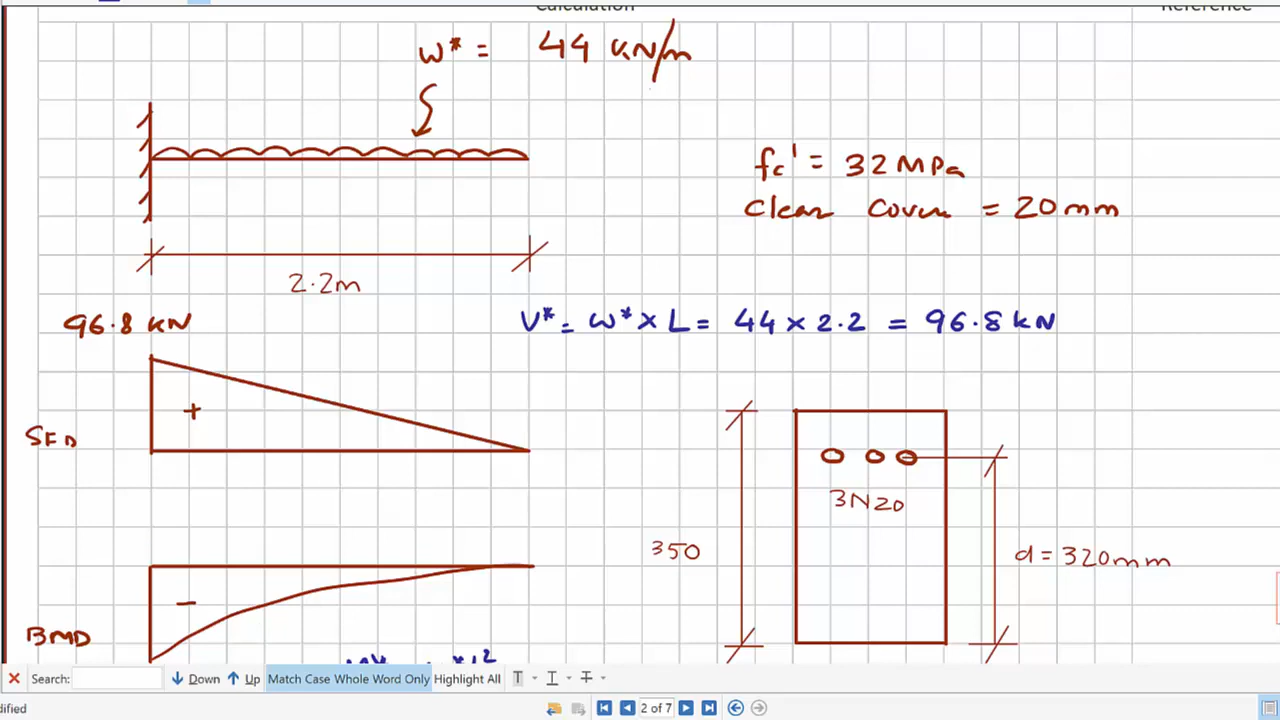 Calculation
Reference
w* = 44 KN/m
fc' = 32 MPa
Clear Cover = 20mm
2.2m
96.8 KN
V* = W* × L = 44 × 2.2 = 96.8 kN
+
SFD
3N20
350
d = 320mm
-
BMD
Search:
Down
Up
Match Case Whole Word Only
Highlight All
T
T
T
dified
2 of 7